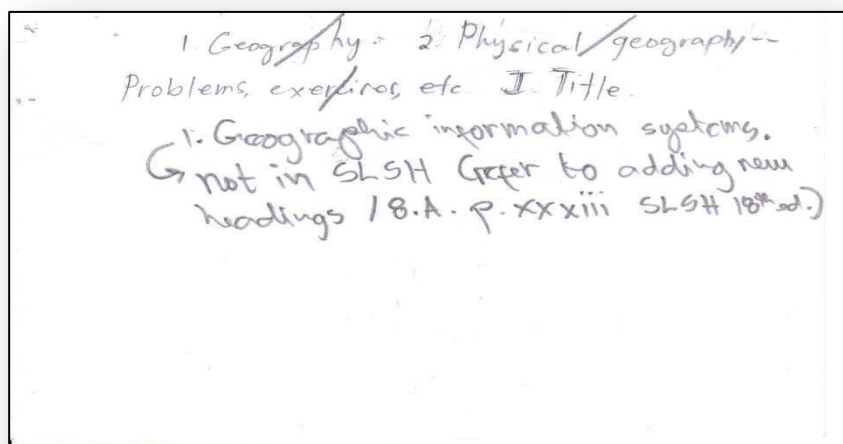 1. Geography. 2. Physical geography--
Problems, exercises, etc. I. Title.
1. Geographic information systems.
not in SLSH (refer to adding new
headings / 8.A. p. xxxiii SLSH 18th ed.)